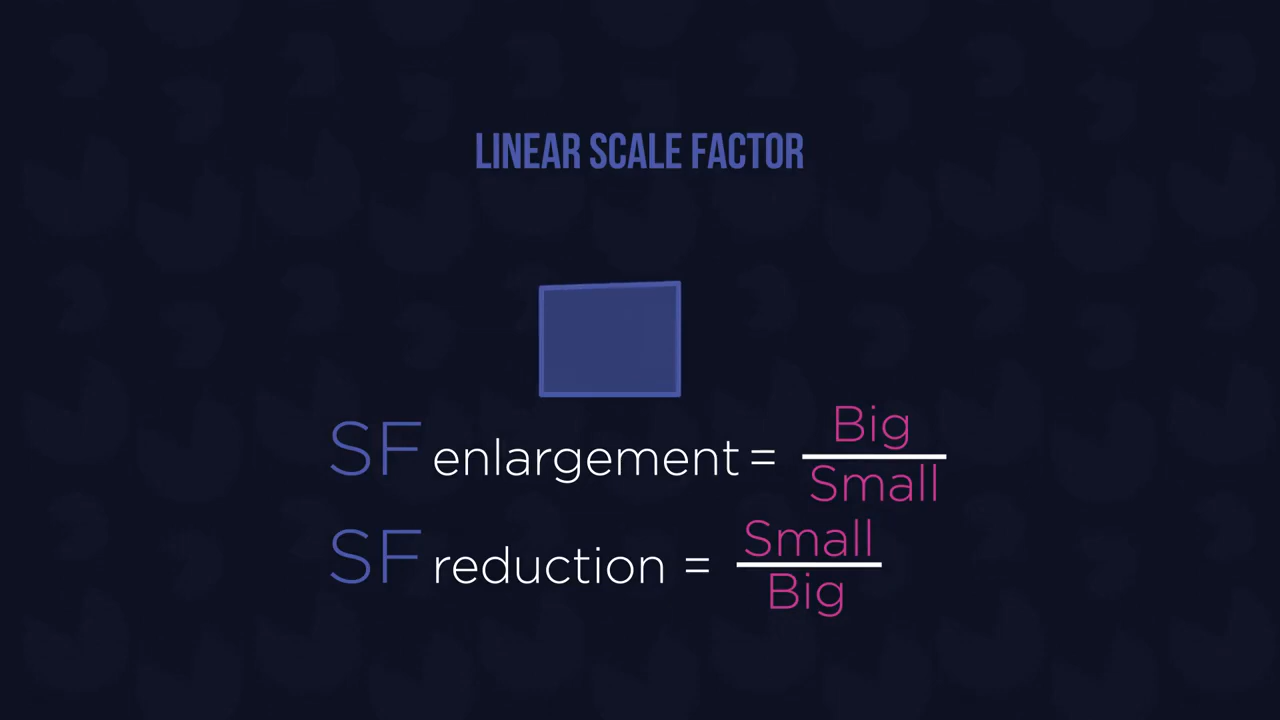 LINEAR SCALE FACTOR
SF enlargement = Big/Small
SF reduction = Small/Big